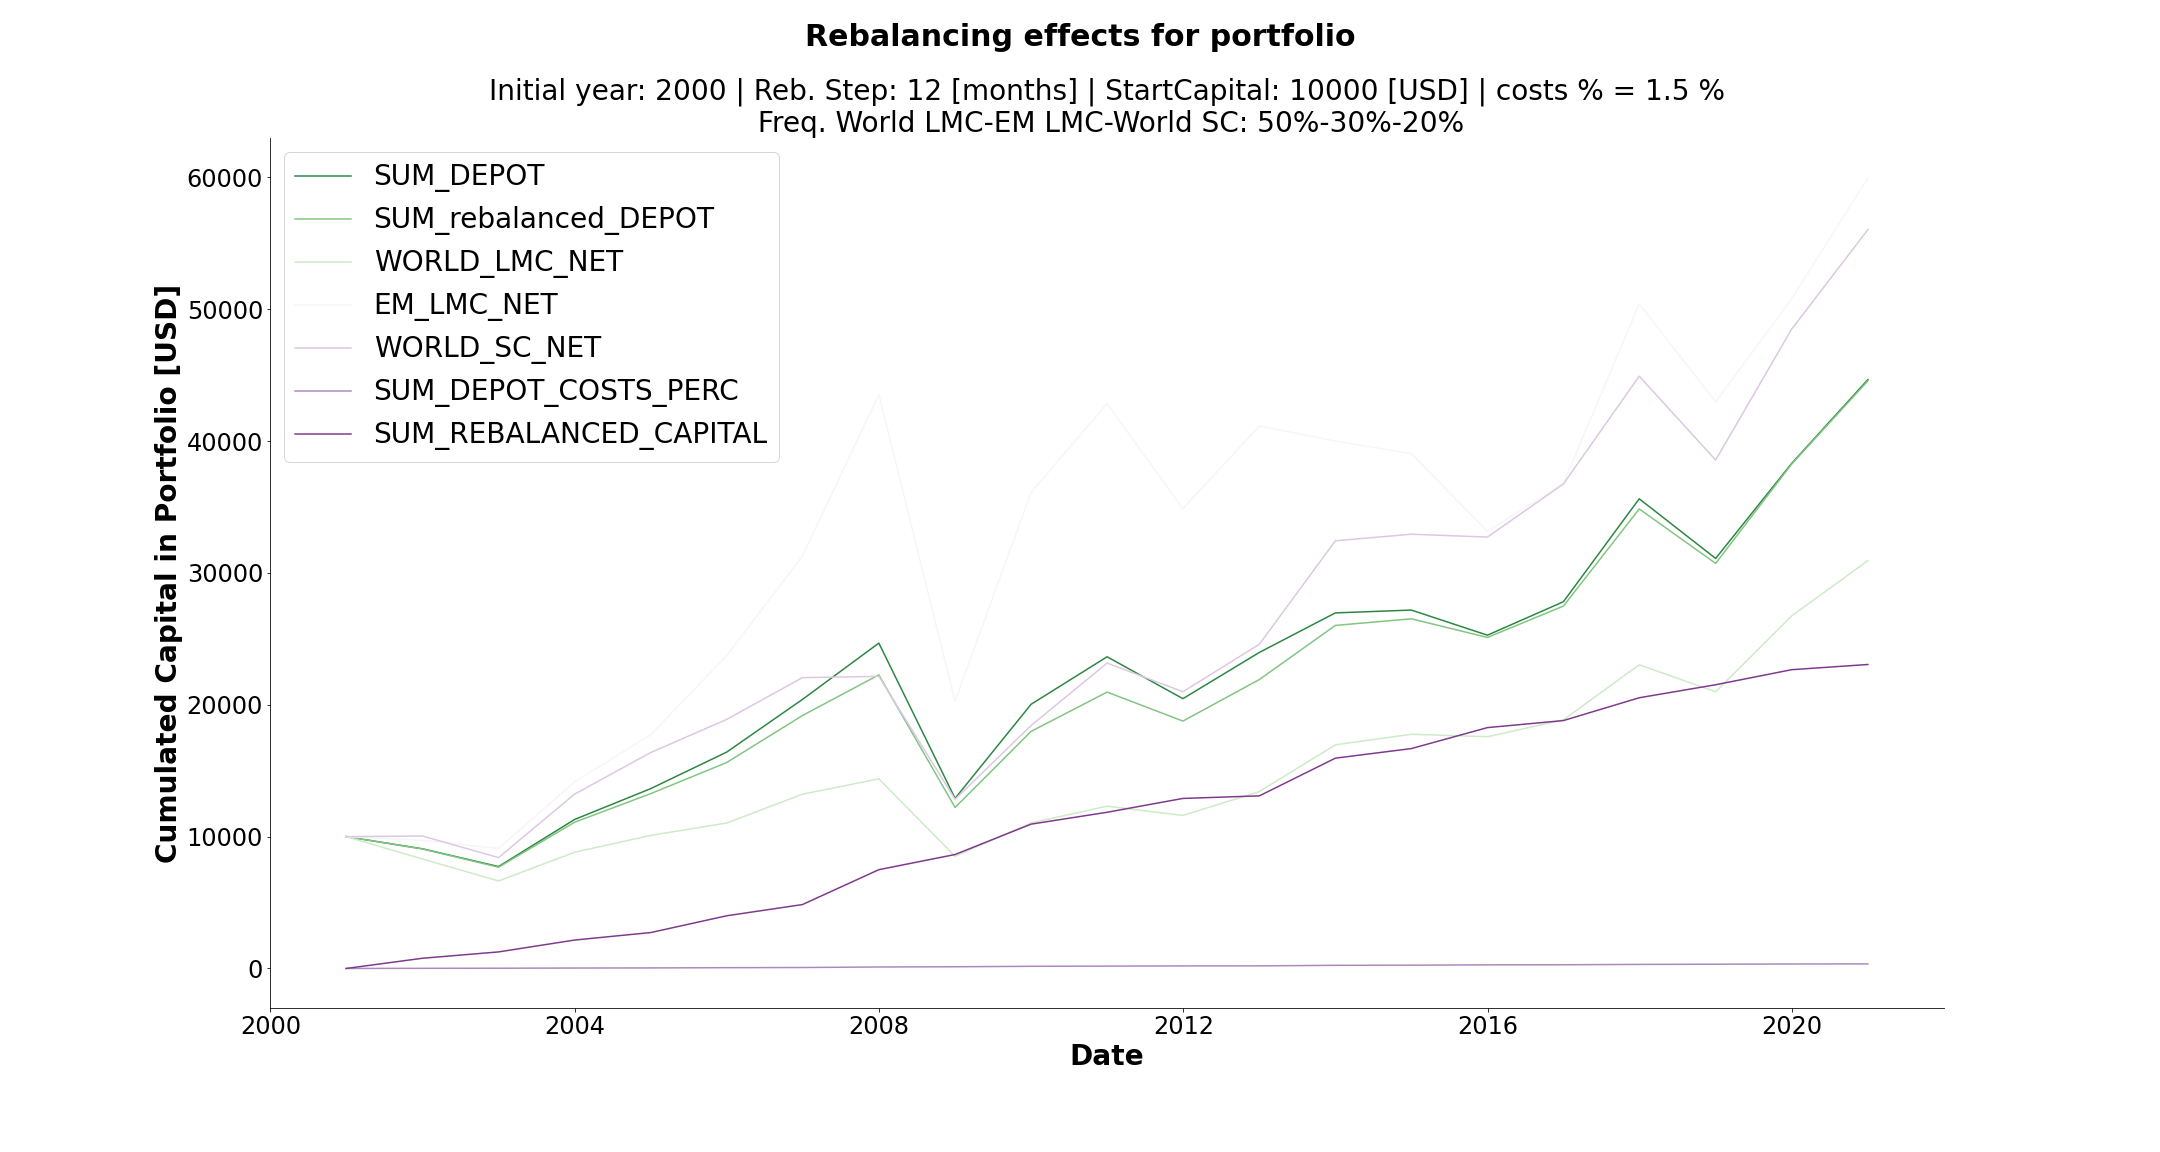 Rebalancing effects for portfolio
Initial year: 2000 | Reb. Step: 12 [months] | StartCapital: 10000 [USD] | costs % = 1.5 %
Freq. World LMC-EM LMC-World SC: 50%-30%-20%
SUM_DEPOT
SUM_rebalanced_DEPOT
WORLD_LMC_NET
EM_LMC_NET
WORLD_SC_NET
SUM_DEPOT_COSTS_PERC
SUM_REBALANCED_CAPITAL
Cumulated Capital in Portfolio [USD]
60000
50000
40000
30000
20000
10000
0
2000
2004
2008
2012
2016
2020
Date